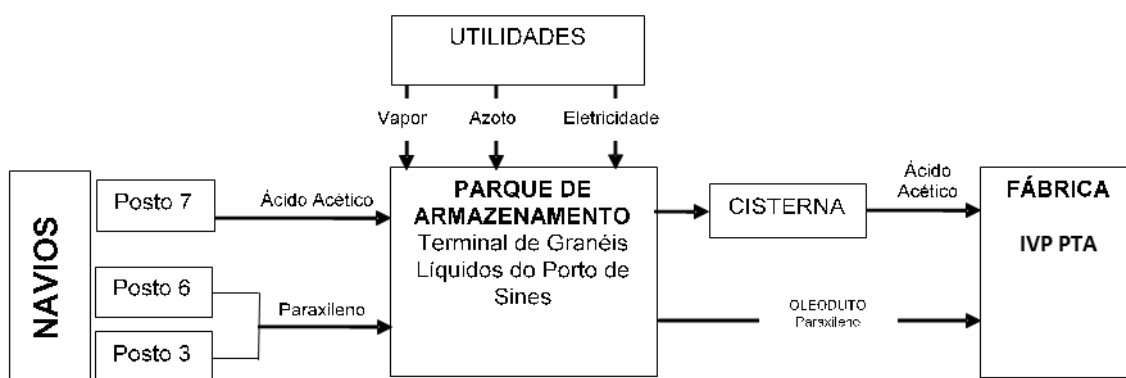 UTILIDADES
Vapor
Azoto
Eletricidade
NAVIOS
Posto 7
Posto 6
Posto 3
Ácido Acético
Paraxileno
PARQUE DE
ARMAZENAMENTO
Terminal de Granéis
Líquidos do Porto de
Sines
CISTERNA
Ácido
Acético
OLEODUTO
Paraxileno
FÁBRICA
IVP PTA